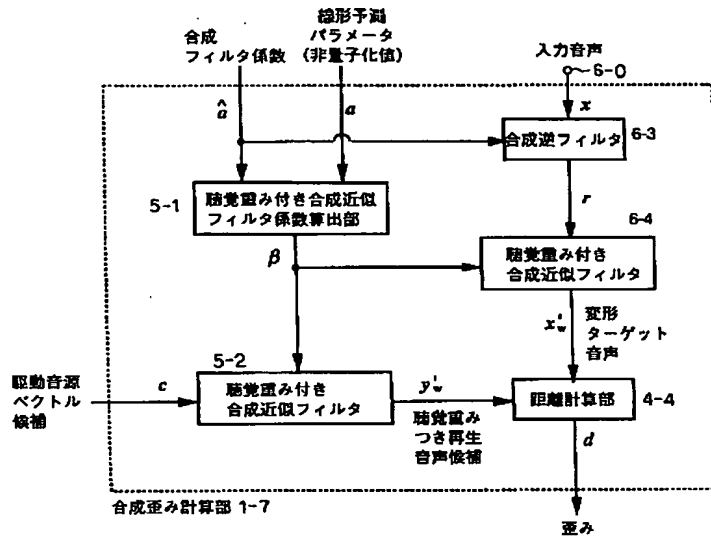 合成
フィルタ係数
線形予測
パラメータ
(非量子化値)
入力音声
6-0
â
a
x
合成逆フィルタ
6-3
5-1
聴覚重み付き合成近似
フィルタ係数算出部
r
6-4
β
聴覚重み付き
合成近似フィルタ
x'w
変形
ターゲット
音声
5-2
駆動音源
ベクトル
候補
c
聴覚重み付き
合成近似フィルタ
y'w
聴覚重み
つき再生
音声候補
距離計算部
4-4
d
合成歪み計算部 1-7
歪み